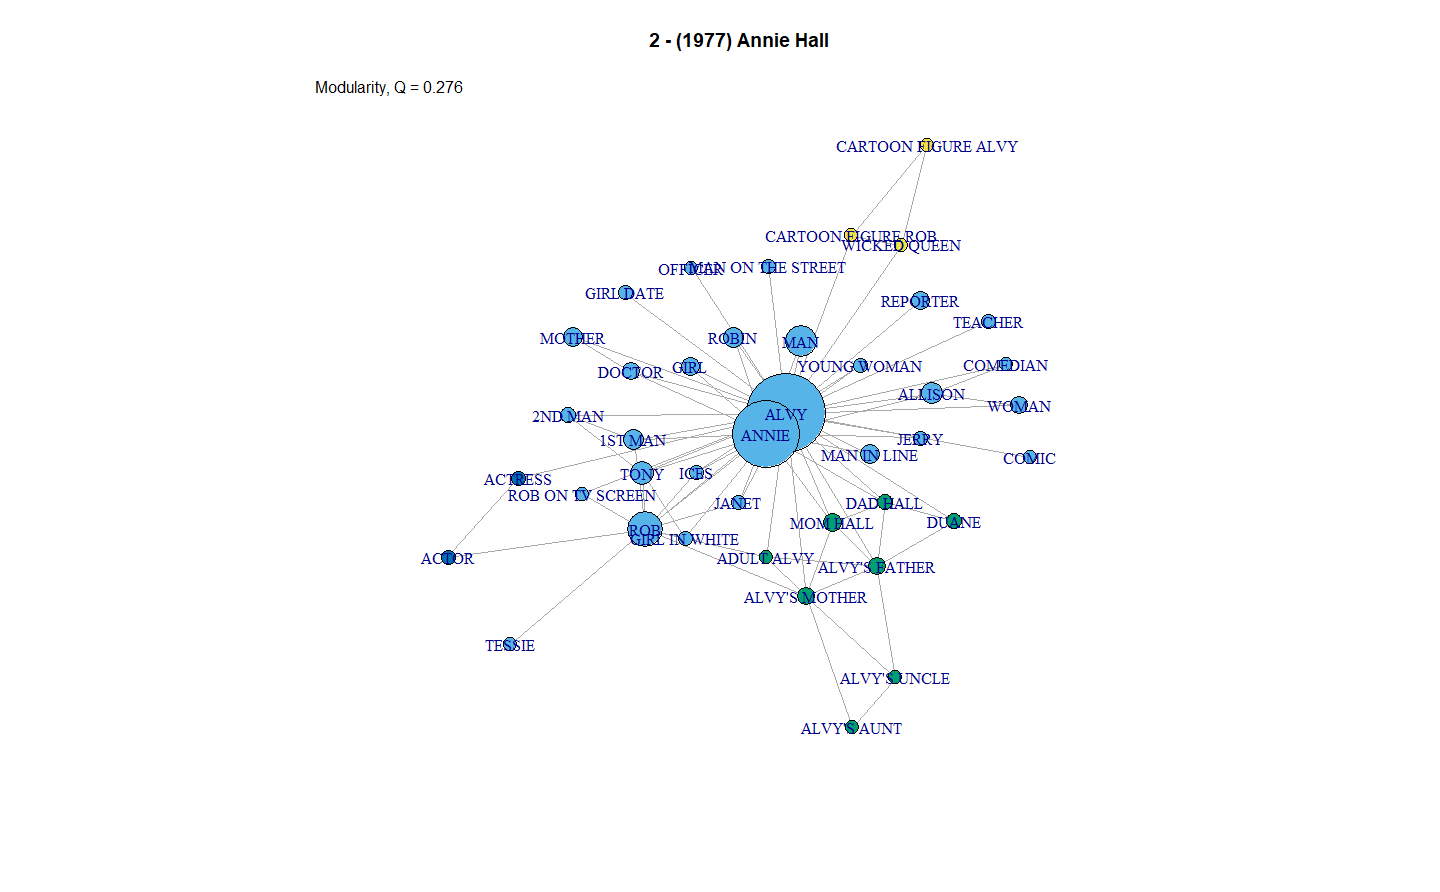 2 - (1977) Annie Hall
Modularity, Q = 0.276
CARTOON FIGURE ALVY
CARTOON FIGURE ROB
WICKED QUEEN
OFFICER
MAN ON THE STREET
GIRL DATE
REPORTER
TEACHER
MOTHER
ROBIN
MAN
DOCTOR
GIRL
YOUNG WOMAN
COMEDIAN
ALLISON
WOMAN
2ND MAN
ALVY
ANNIE
1ST MAN
JERRY
MAN IN LINE
COMIC
ACTRESS
TONY
ICES
ROB ON TV SCREEN
JANET
DAD HALL
MOM HALL
DUANE
ROB
GIRL IN WHITE
ACTOR
ADULT ALVY
ALVY'S FATHER
ALVY'S MOTHER
TESSIE
ALVY'S UNCLE
ALVY'S AUNT